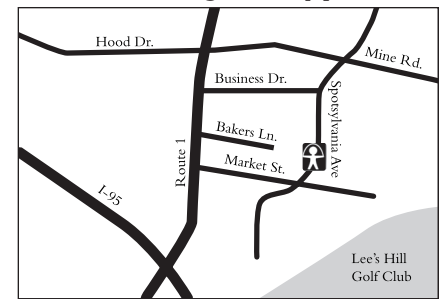 Hood Dr.
Mine Rd.
Business Dr.
Spotsylvania Ave
Bakers Ln.
Route 1
Market St.
I-95
Lee's Hill
Golf Club